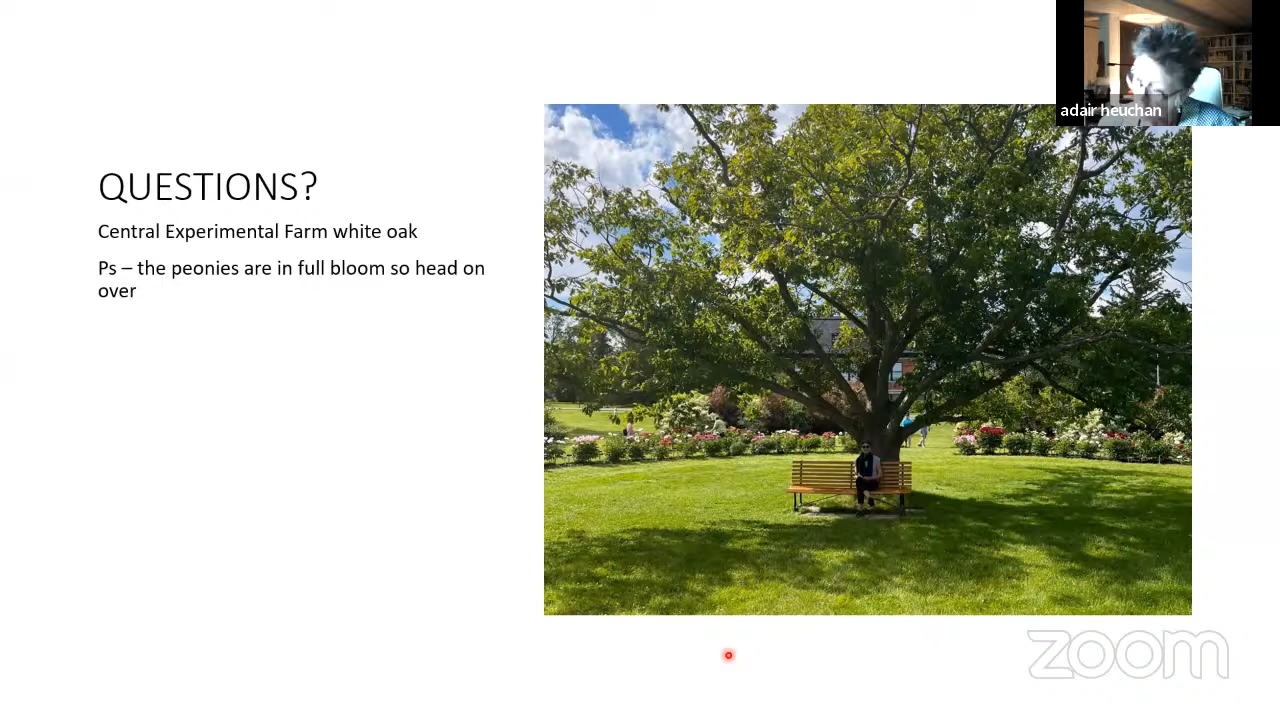 adair heuchan
QUESTIONS?
Central Experimental Farm white oak
Ps – the peonies are in full bloom so head on
over
zoom